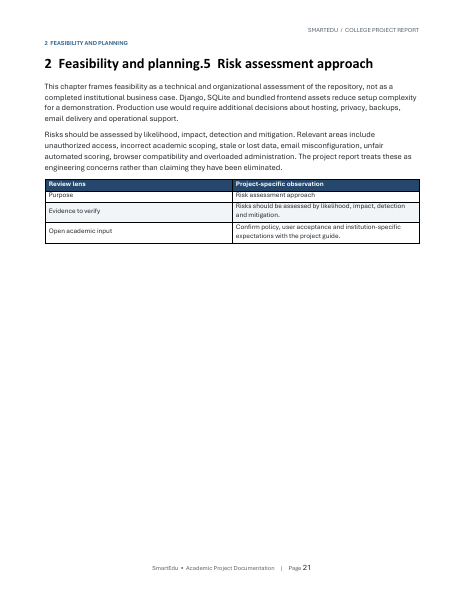 SMARTEDU / COLLEGE PROJECT REPORT
2 FEASIBILITY AND PLANNING
2 Feasibility and planning.5 Risk assessment approach
This chapter frames feasibility as a technical and organizational assessment of the repository, not as a
completed institutional business case. Django, SQLite and bundled frontend assets reduce setup complexity
for a demonstration. Production use would require additional decisions about hosting, privacy, backups,
email delivery and operational support.
Risks should be assessed by likelihood, impact, detection and mitigation. Relevant areas include
unauthorized access, incorrect academic scoping, stale or lost data, email misconfiguration, unfair
automated scoring, browser compatibility and overloaded administration. The project report treats these as
engineering concerns rather than claiming they have been eliminated.
Review lens Project-specific observation
Purpose Risk assessment approach
Evidence to verify Risks should be assessed by likelihood, impact, detection
and mitigation.
Open academic input Confirm policy, user acceptance and institution-specific
expectations with the project guide.
SmartEdu • Academic Project Documentation | Page 21